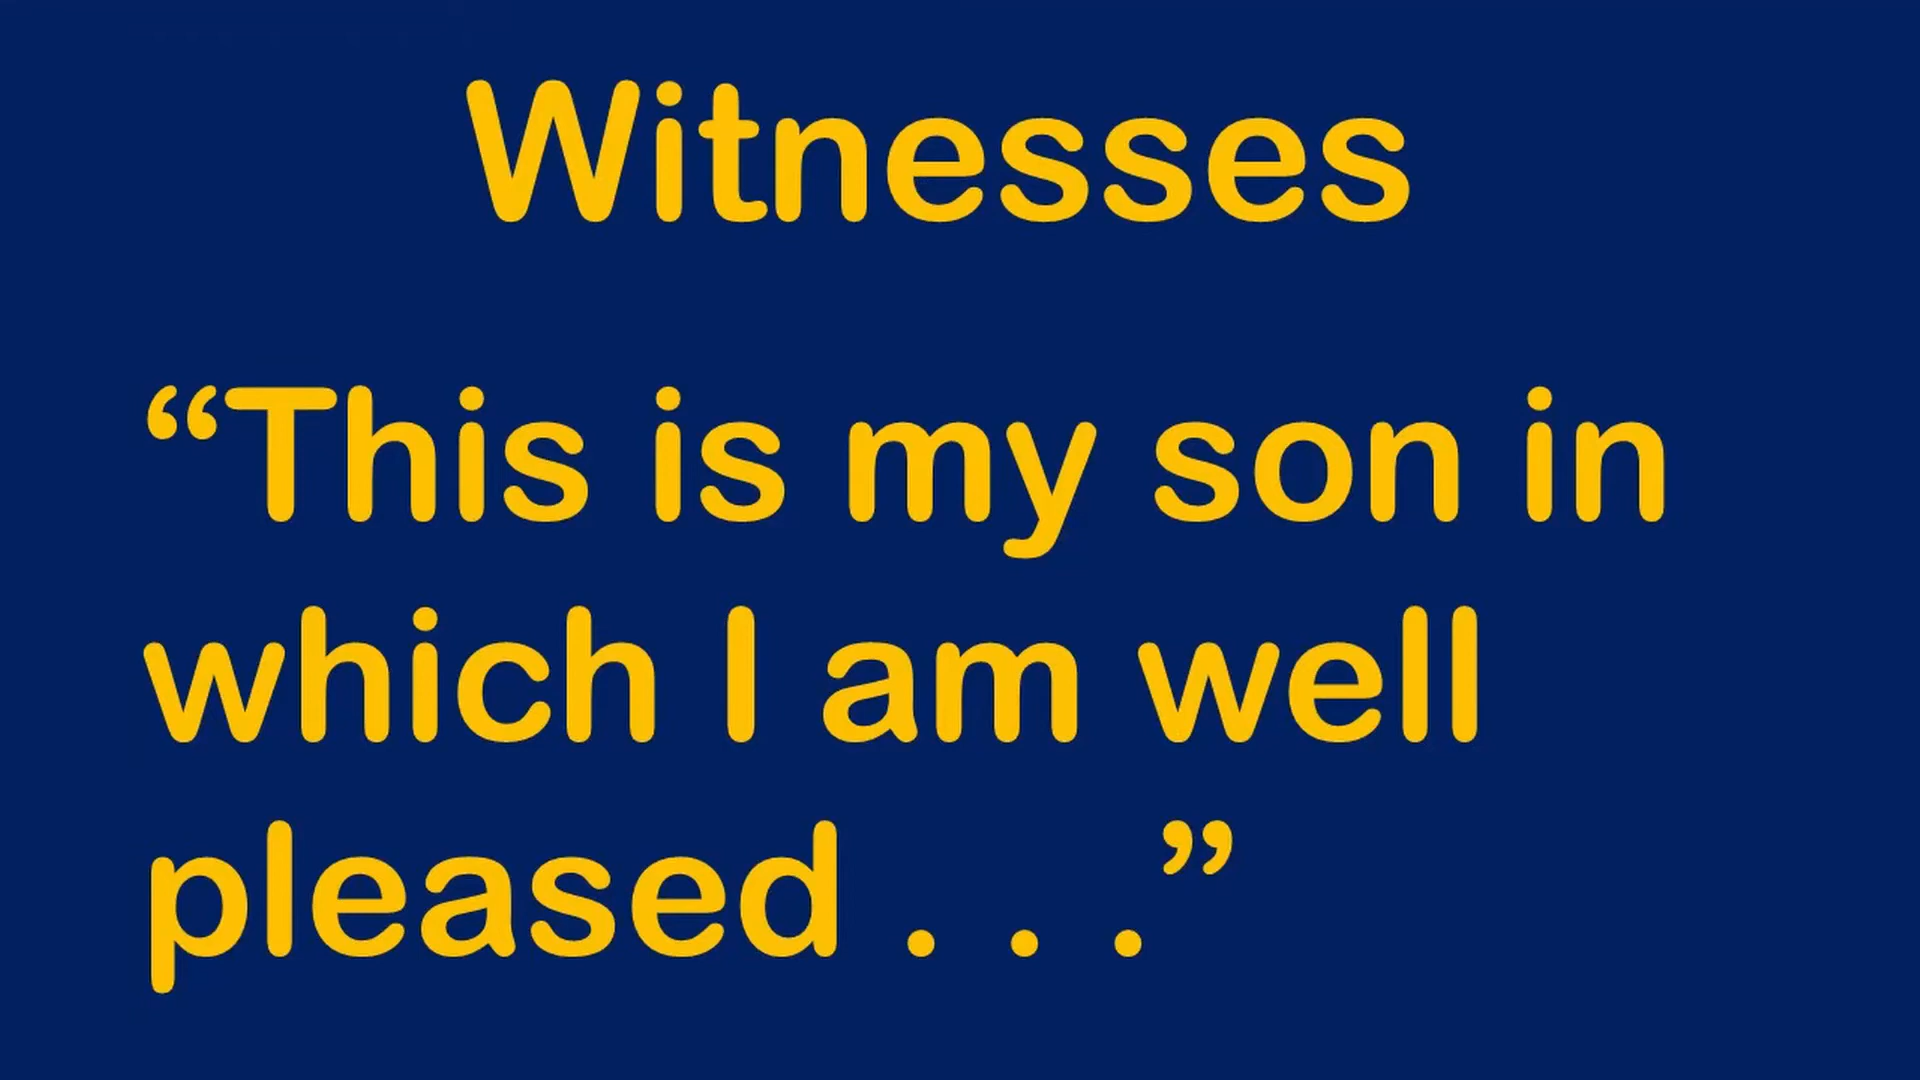 Witnesses
“This is my son in
which I am well
pleased . . .”